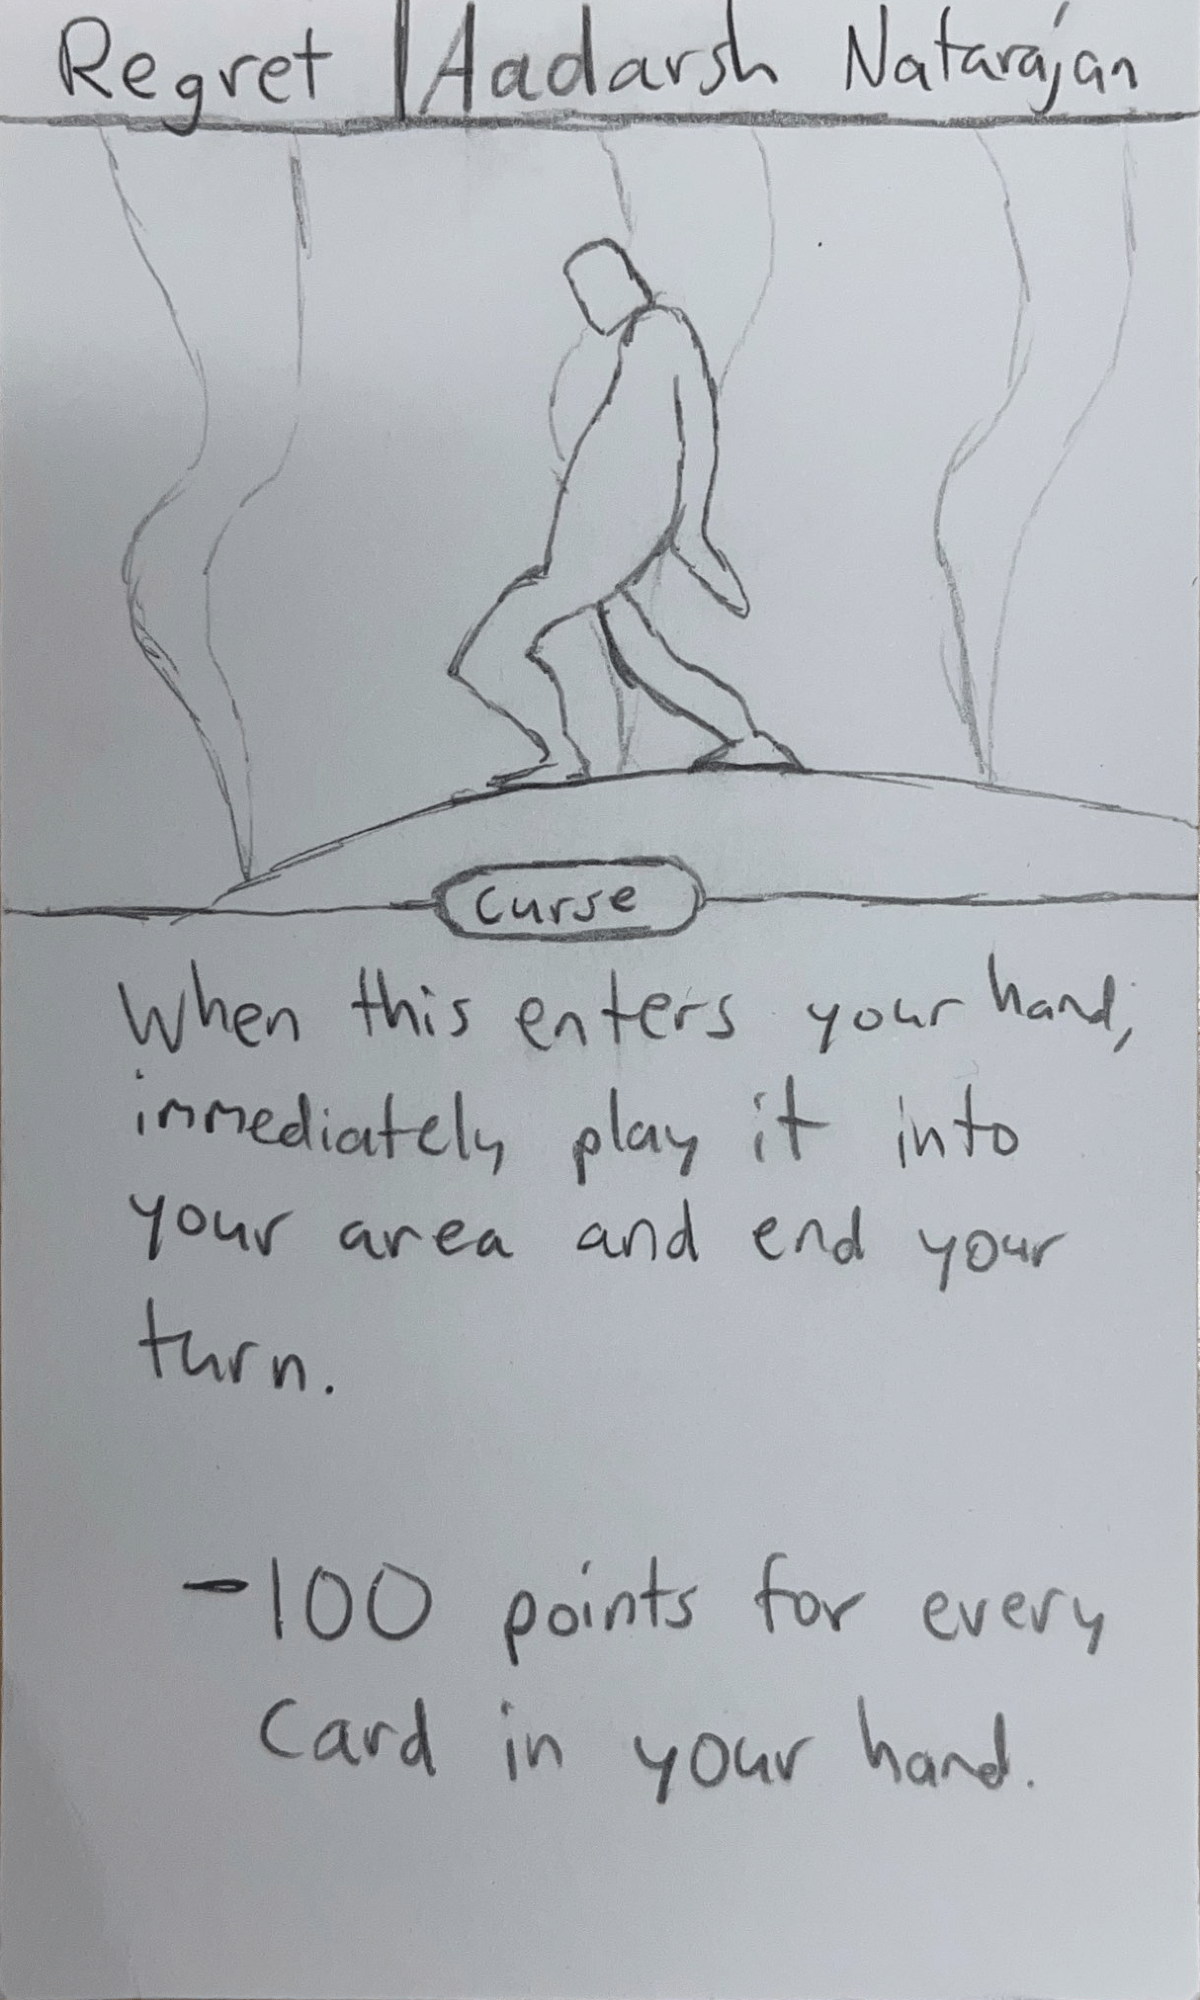 Regret | Aadarsh Natarajan
Curse
When this enters your hand,
immediately play it into
your area and end your
turn.
-100 points for every
Card in your hand.